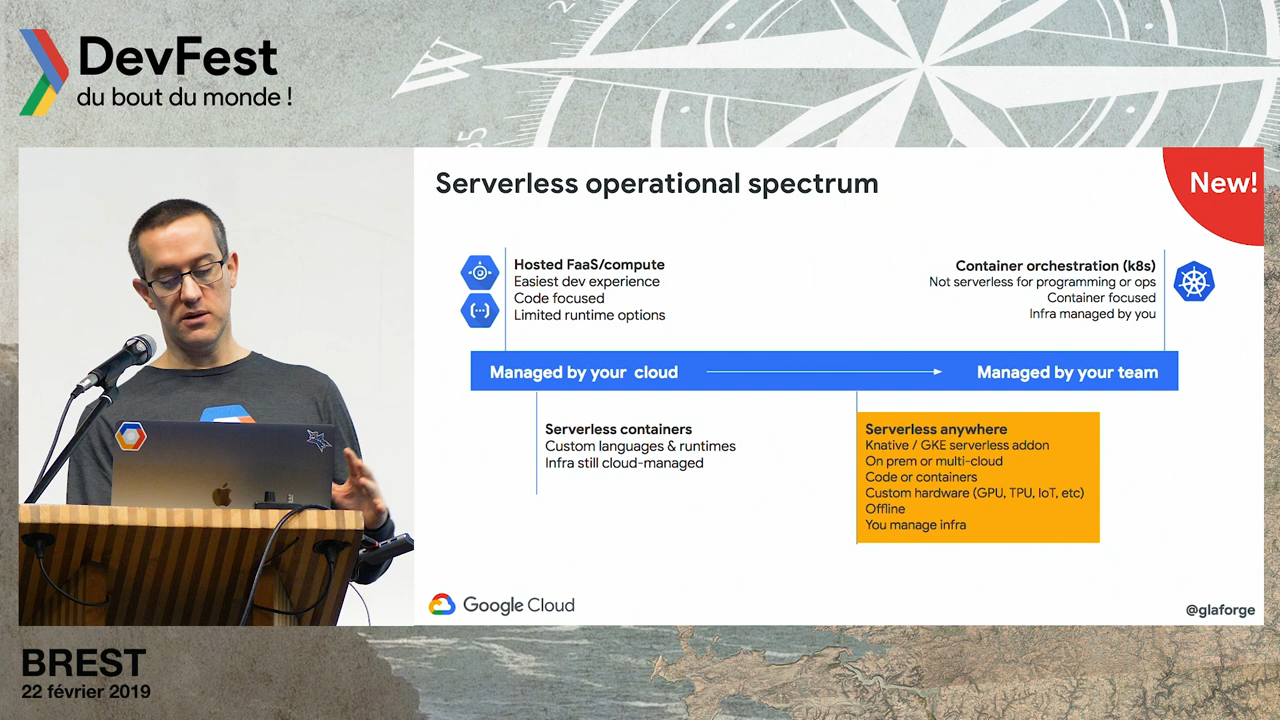 DevFest
du bout du monde !
W
Serverless operational spectrum
New!
Hosted FaaS/compute
Easiest dev experience
Code focused
Limited runtime options
Container orchestration (k8s)
Not serverless for programming or ops
Container focused
Infra managed by you
Managed by your cloud
Managed by your team
Serverless containers
Custom languages & runtimes
Infra still cloud-managed
Serverless anywhere
Knative / GKE serverless addon
On prem or multi-cloud
Code or containers
Custom hardware (GPU, TPU, IoT, etc)
Offline
You manage infra
Google Cloud
@glaforge
BREST
22 février 2019